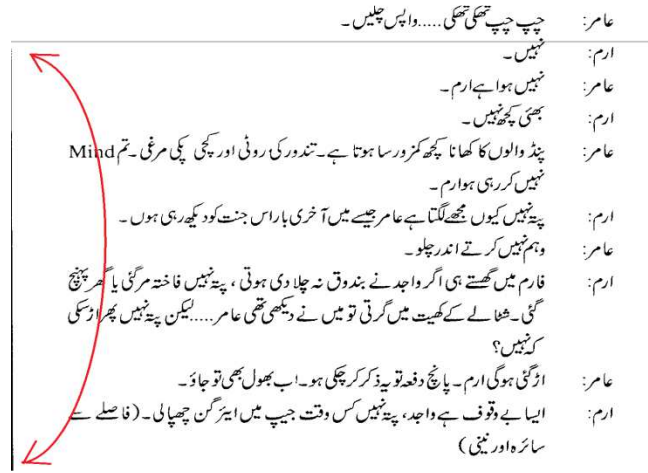 عامر: چپ چپ تھکی تھکی.....واپس چلیں۔
ارم: نہیں۔
عامر: نہیں ہوا ہے ارم۔
ارم: بھئی کچھ نہیں۔
عامر: پنڈ والوں کا کھانا کچھ کمزور سا ہوتا ہے۔ تندور کی روٹی اور کچی پکی مرغی۔ تم Mind
نہیں کر رہی ہو ارم۔
ارم: پتہ نہیں کیوں مجھے لگتا ہے عامر جیسے میں آخری بار اس جنت کو دیکھ رہی ہوں۔
عامر: وہم نہیں کرتے اندر چلو۔
ارم: فارم میں گھستے ہی اگر واجد نے بندوق نہ چلا دی ہوتی، پتہ نہیں فاختہ مر گئی یا گھر پہنچ
گئی۔ شٹالے کے کھیت میں گرتی تو میں نے دیکھی تھی عامر.....لیکن پتہ نہیں پھر اڑ سکی
کہ نہیں؟
عامر: اڑ گئی ہوگی ارم۔ پانچ دفعہ تو یہ ذکر کر چکی ہو۔ اب بھول بھی تو جاؤ۔
ارم: ایسا بے وقوف ہے واجد، پتہ نہیں کس وقت جیپ میں ایئر گن چھپا لی۔ (فاصلے سے
سائرہ اور نینی)